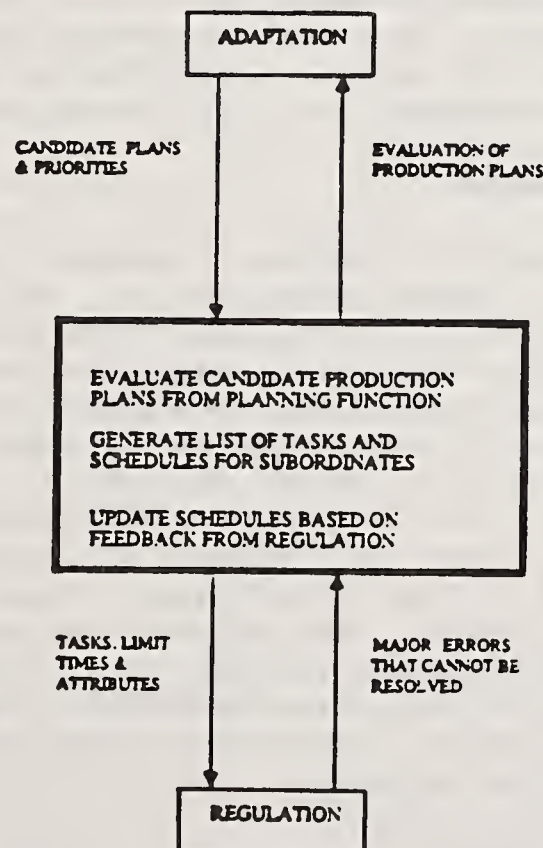 ADAPTATION
CANDIDATE PLANS
& PRIORITIES
EVALUATION OF
PRODUCTION PLANS
EVALUATE CANDIDATE PRODUCTION
PLANS FROM PLANNING FUNCTION
GENERATE LIST OF TASKS AND
SCHEDULES FOR SUBORDINATES
UPDATE SCHEDULES BASED ON
FEEDBACK FROM REGULATION
TASKS, LIMIT
TIMES &
ATTRIBUTES
MAJOR ERRORS
THAT CANNOT BE
RESOLVED
REGULATION